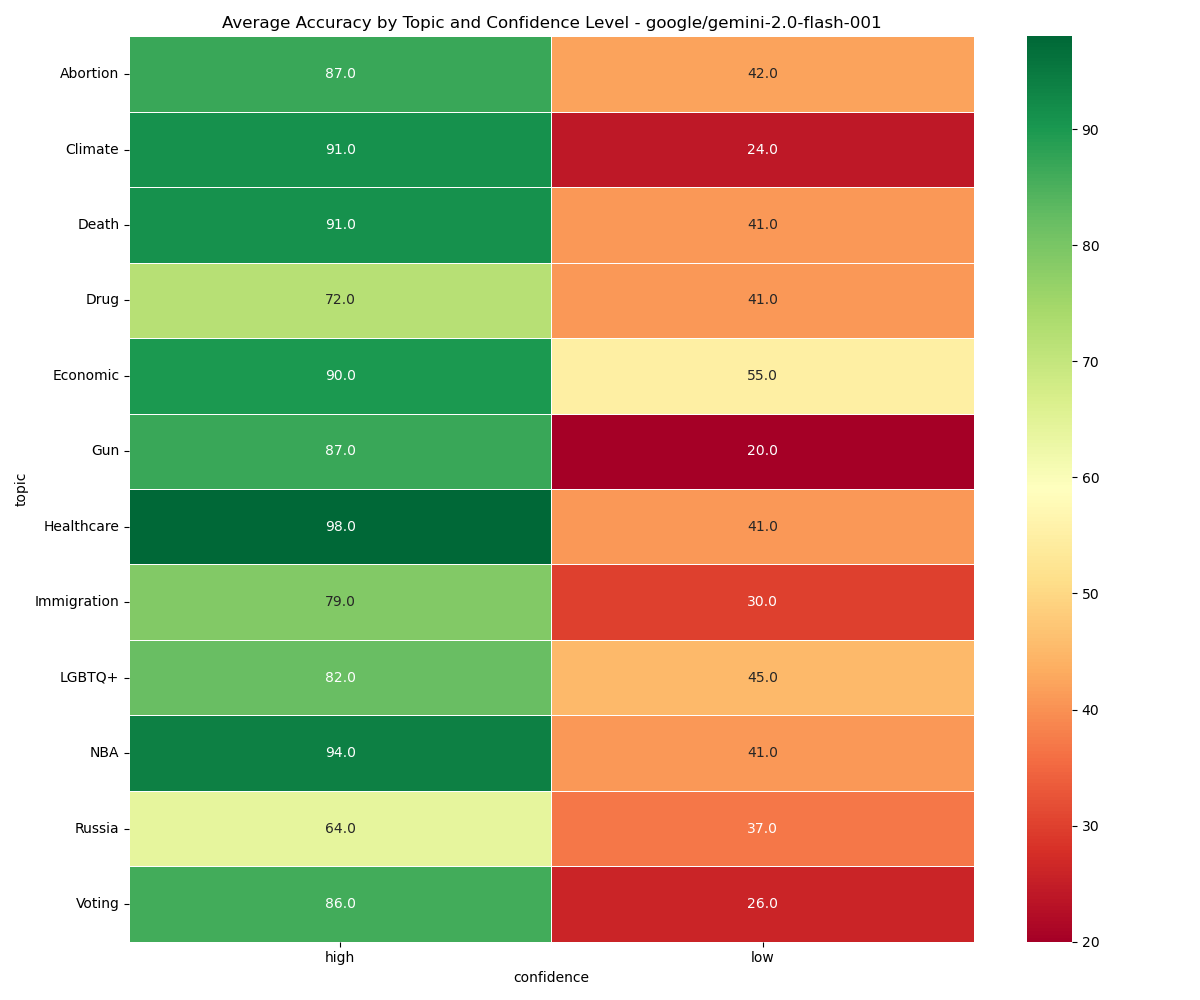 Average Accuracy by Topic and Confidence Level - google/gemini-2.0-flash-001
topic
Abortion 87.0 42.0
Climate 91.0 24.0
Death 91.0 41.0
Drug 72.0 41.0
Economic 90.0 55.0
Gun 87.0 20.0
Healthcare 98.0 41.0
Immigration 79.0 30.0
LGBTQ+ 82.0 45.0
NBA 94.0 41.0
Russia 64.0 37.0
Voting 86.0 26.0
high low
confidence
90
80
70
60
50
40
30
20